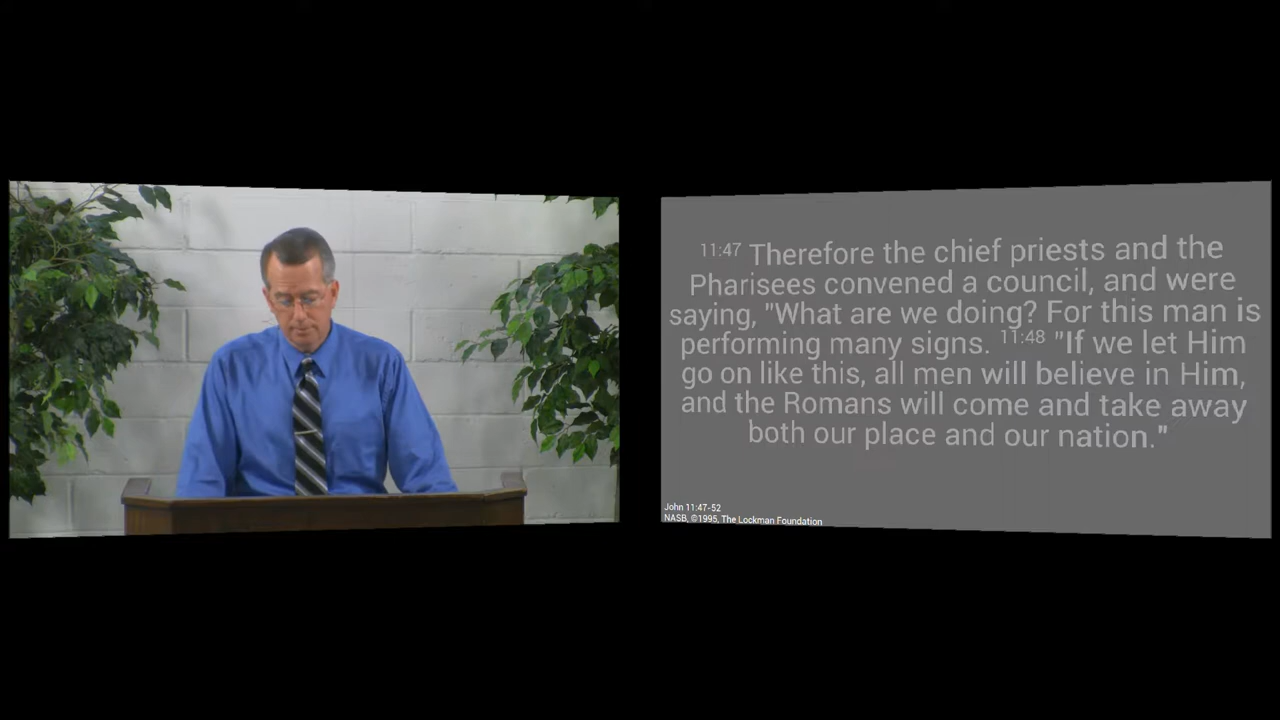 11:47 Therefore the chief priests and the
Pharisees convened a council, and were
saying, "What are we doing? For this man is
performing many signs. 11:48 "If we let Him
go on like this, all men will believe in Him,
and the Romans will come and take away
both our place and our nation."
John 11:47-52
NASB, ©1995, The Lockman Foundation